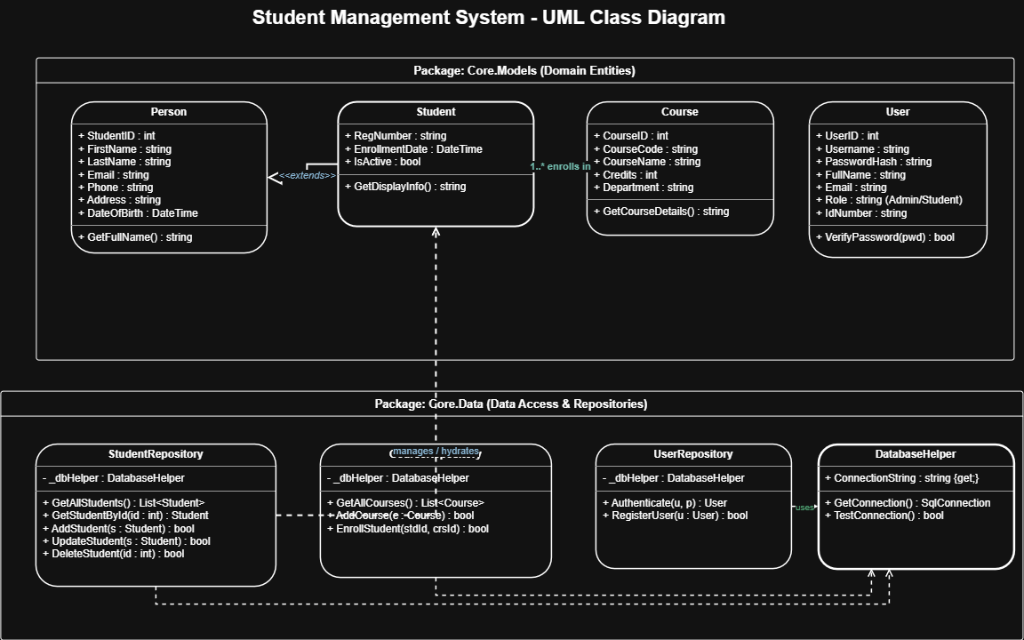 Student Management System - UML Class Diagram
Package: Core.Models (Domain Entities)
Person
+ StudentID : int
+ FirstName : string
+ LastName : string
+ Email : string
+ Phone : string
+ Address : string
+ DateOfBirth : DateTime
+ GetFullName() : string
<<extends>>
Student
+ RegNumber : string
+ EnrollmentDate : DateTime
+ IsActive : bool
+ GetDisplayInfo() : string
1..* enrolls in
Course
+ CourseID : int
+ CourseCode : string
+ CourseName : string
+ Credits : int
+ Department : string
+ GetCourseDetails() : string
User
+ UserID : int
+ Username : string
+ PasswordHash : string
+ FullName : string
+ Email : string
+ Role : string (Admin/Student)
+ IdNumber : string
+ VerifyPassword(pwd) : bool
Package: Core.Data (Data Access & Repositories)
StudentRepository
- _dbHelper : DatabaseHelper
+ GetAllStudents() : List<Student>
+ GetStudentById(id : int) : Student
+ AddStudent(s : Student) : bool
+ UpdateStudent(s : Student) : bool
+ DeleteStudent(id : int) : bool
manages / hydrates
- _dbHelper : DatabaseHelper
+ GetAllCourses() : List<Course>
+ AddCourse(c : Course) : bool
+ EnrollStudent(stdId, crsId) : bool
UserRepository
- _dbHelper : DatabaseHelper
+ Authenticate(u, p) : User
+ RegisterUser(u : User) : bool
uses
DatabaseHelper
+ ConnectionString : string {get;}
+ GetConnection() : SqlConnection
+ TestConnection() : bool